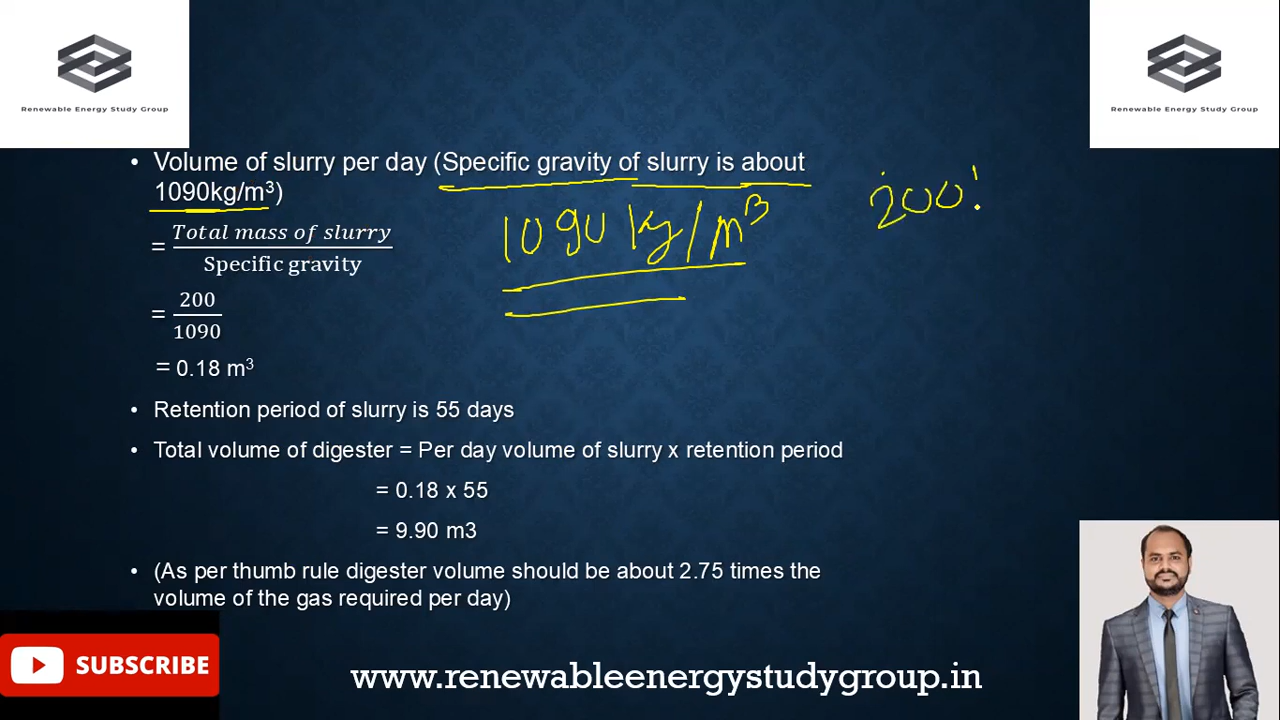 Renewable Energy Study Group
Renewable Energy Study Group
• Volume of slurry per day (Specific gravity of slurry is about
1090kg/m³)
= Total mass of slurry / Specific gravity
1090 kg/m³
200
= 200 / 1090
= 0.18 m³
• Retention period of slurry is 55 days
• Total volume of digester = Per day volume of slurry x retention period
= 0.18 x 55
= 9.90 m3
• (As per thumb rule digester volume should be about 2.75 times the
volume of the gas required per day)
SUBSCRIBE
www.renewableenergystudygroup.in